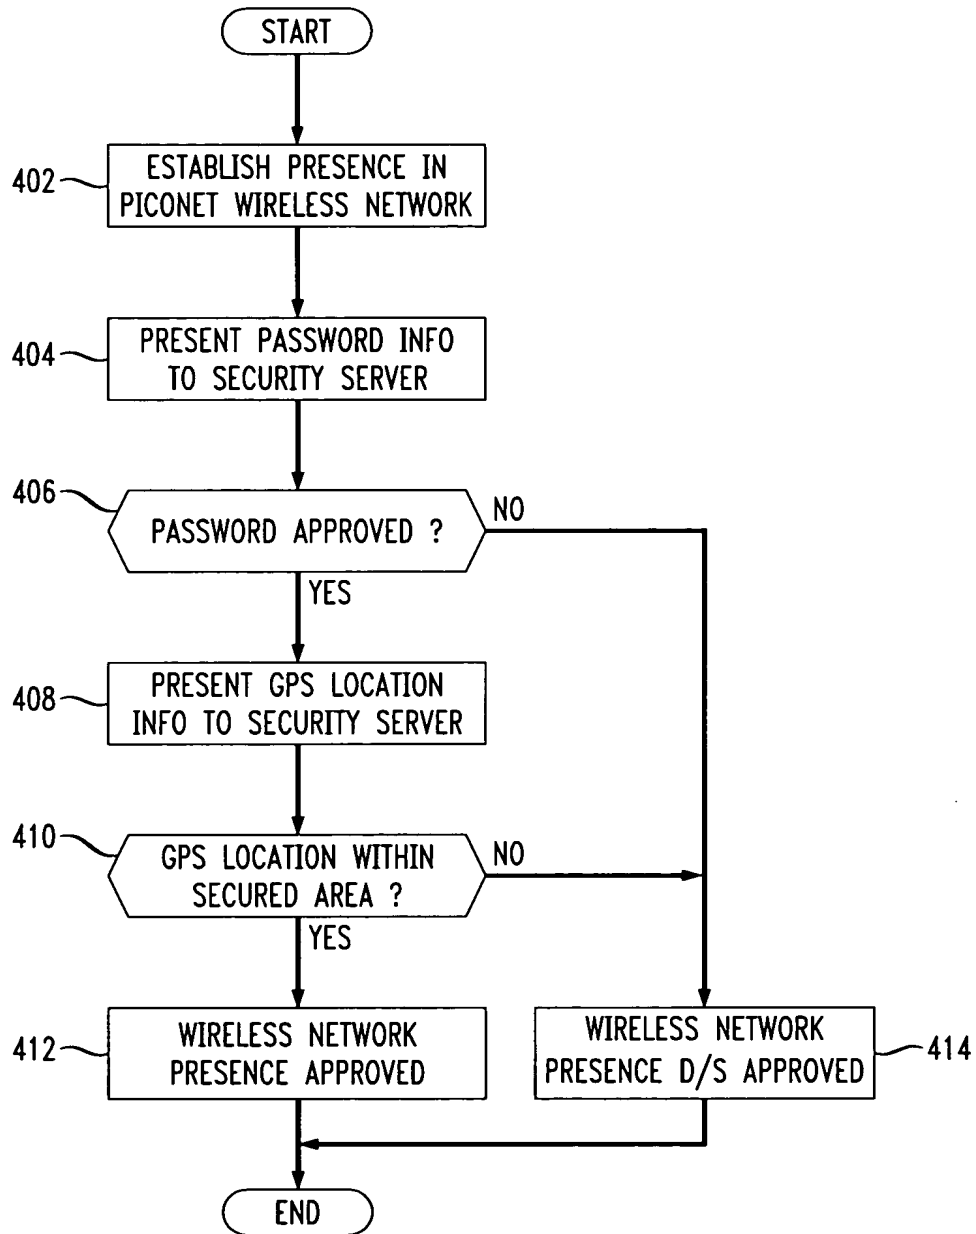 START
402
ESTABLISH PRESENCE IN
PICONET WIRELESS NETWORK
404
PRESENT PASSWORD INFO
TO SECURITY SERVER
406
PASSWORD APPROVED ?
NO
YES
408
PRESENT GPS LOCATION
INFO TO SECURITY SERVER
410
GPS LOCATION WITHIN
SECURED AREA ?
NO
YES
412
WIRELESS NETWORK
PRESENCE APPROVED
WIRELESS NETWORK
PRESENCE D/S APPROVED
414
END